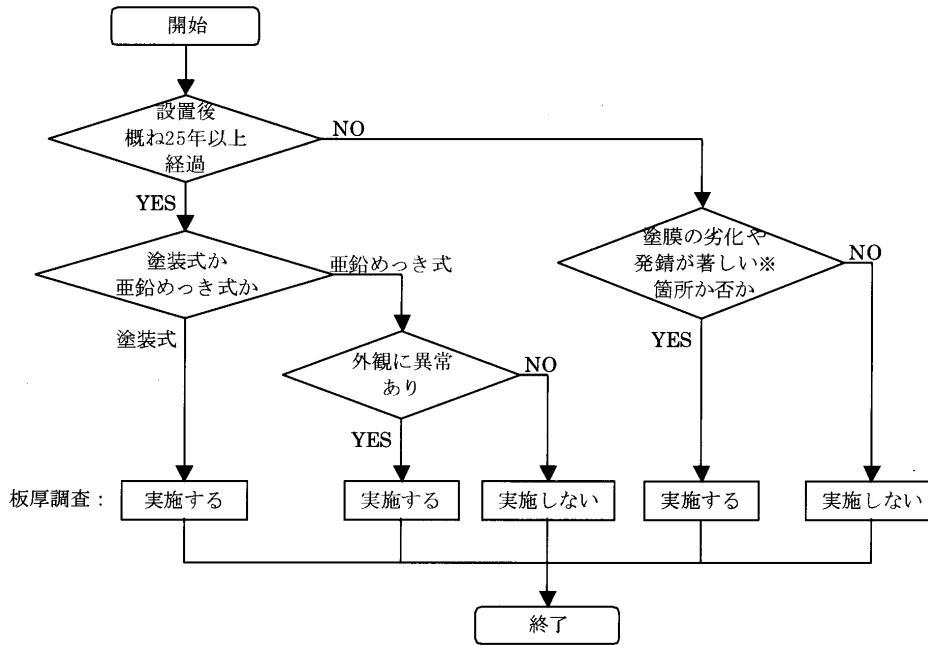 開始
設置後
概ね25年以上
経過
NO
YES
塗装式か
亜鉛めっき式か
亜鉛めっき式
塗装式
塗膜の劣化や
発錆が著しい※
箇所か否か
NO
YES
外観に異常
あり
NO
YES
板厚調査：
実施する
実施する
実施しない
実施する
実施しない
終了